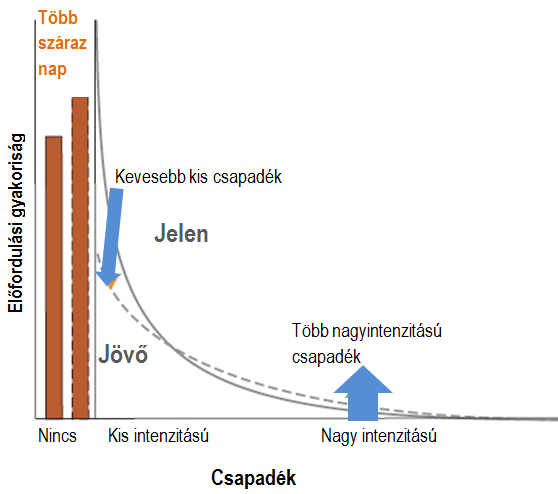 Több
száraz
nap
Előfordulási gyakoriság
Kevesebb kis csapadék
Jelen
Jövő
Több nagyintenzitású
csapadék
Nincs
Kis intenzitású
Nagy intenzitású
Csapadék